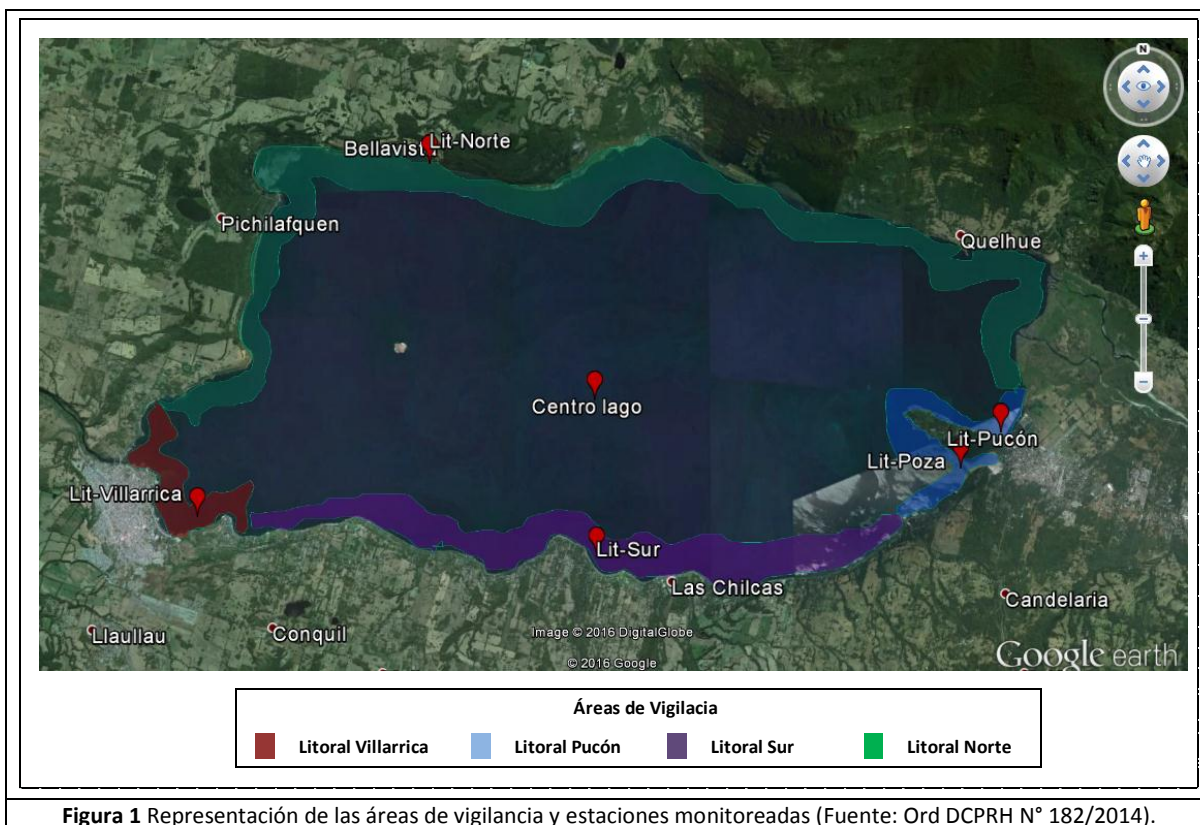 N
Bellavist
Lit-Norte
Pichilafquen
Quelhue
Centro lago
Lit-Pucón
Lit-Poza
Lit-Villarrica
Lit-Sur
Las Chilcas
Candelaria
Llaullau
Conquil
Image © 2016 DigitalGlobe
© 2016 Google
Google earth
Áreas de Vigilacia
Litoral Villarrica
Litoral Pucón
Litoral Sur
Litoral Norte
Figura 1 Representación de las áreas de vigilancia y estaciones monitoreadas (Fuente: Ord DCPRH N° 182/2014).